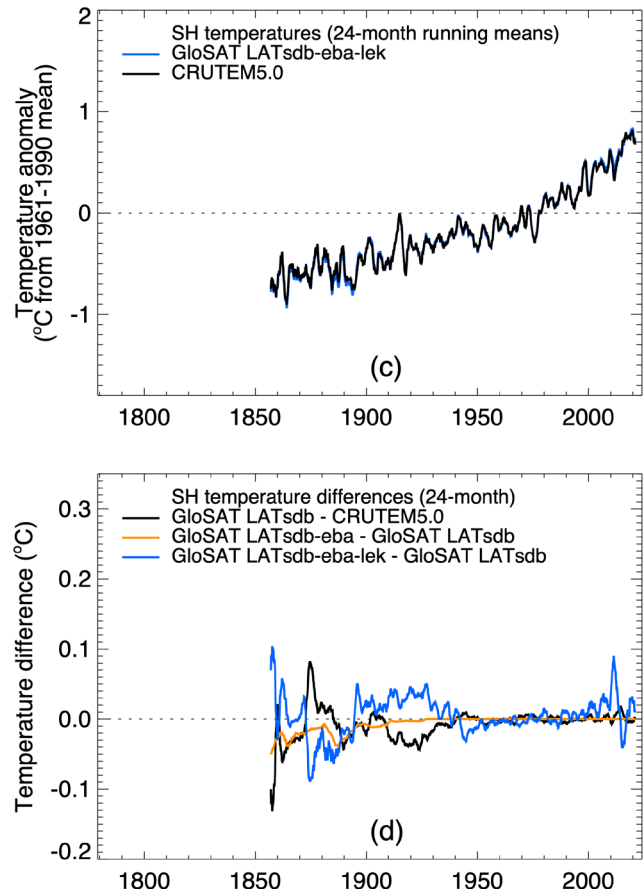 SH temperatures (24-month running means)
GloSAT LATsdb-eba-lek
CRUTEM5.0
Temperature anomaly
(ºC from 1961-1990 mean)
2
1
0
-1
(c)
1800
1850
1900
1950
2000
SH temperature differences (24-month)
GloSAT LATsdb - CRUTEM5.0
GloSAT LATsdb-eba - GloSAT LATsdb
GloSAT LATsdb-eba-lek - GloSAT LATsdb
Temperature difference (ºC)
0.3
0.2
0.1
0.0
-0.1
-0.2
(d)
1800
1850
1900
1950
2000